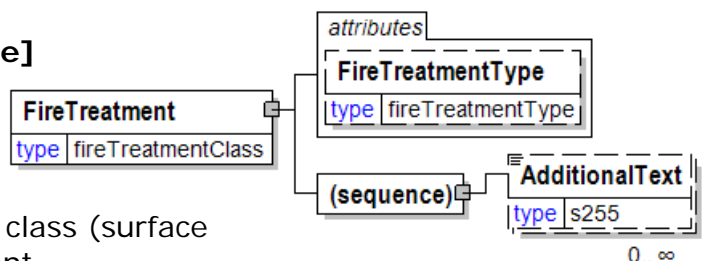 attributes
e]
FireTreatmentType
type fireTreatmentType
FireTreatment
type fireTreatmentClass
(sequence)
AdditionalText
type s255
class (surface
0..∞